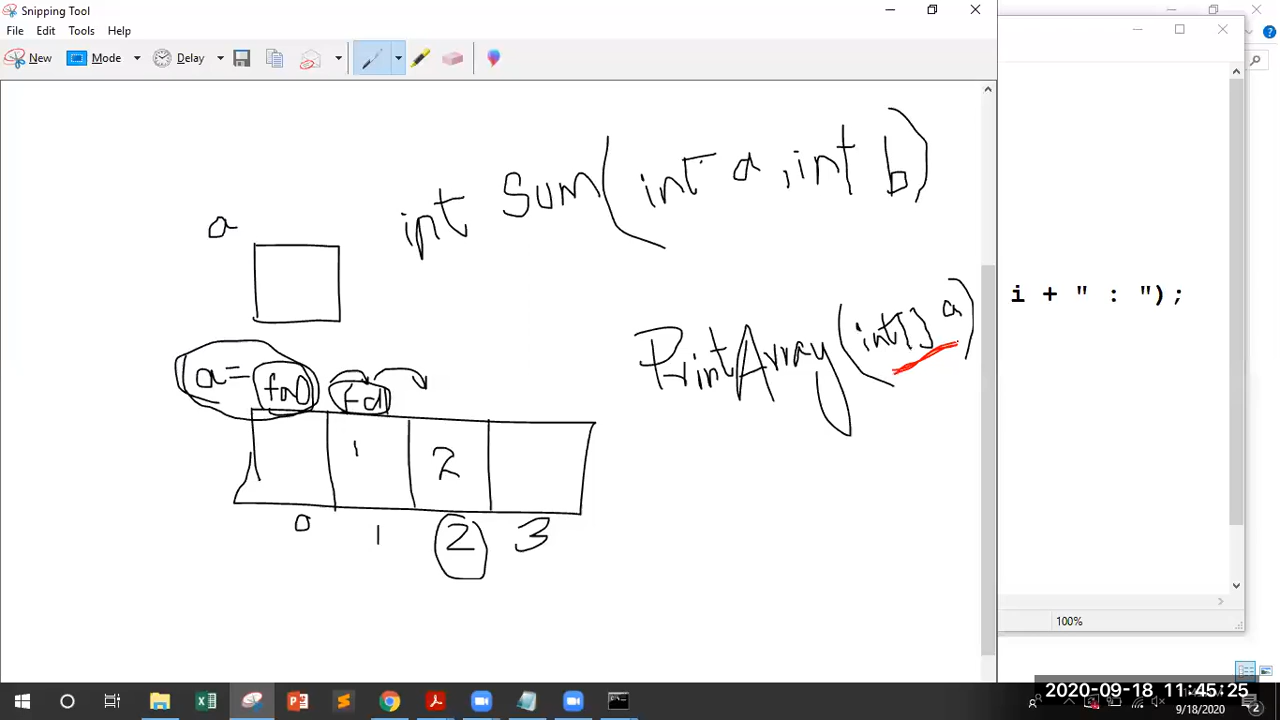 Snipping Tool
File Edit Tools Help
New Mode Delay
int Sum(int a, int b)
a
i + " : ");
PrintArray(int[] a)
a=
1 2
0 1 2 3
100%
2020-09-18 11:45:25
9/18/2020
2